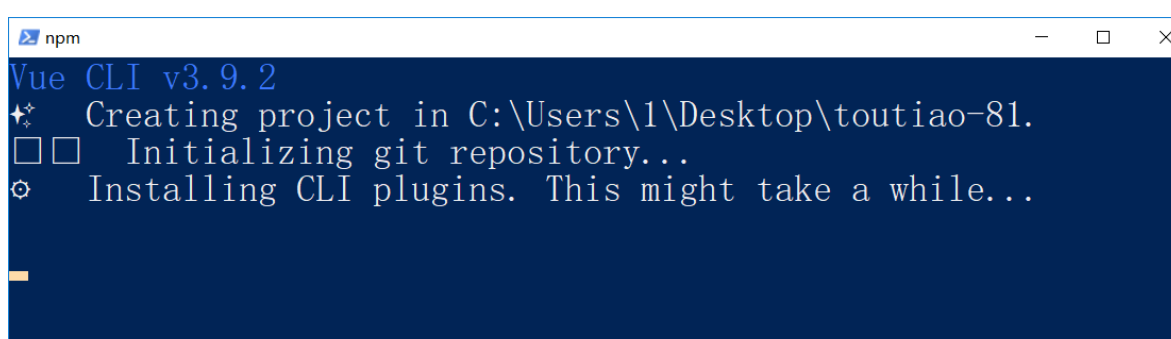 npm
Vue CLI v3.9.2
Creating project in C:\Users\1\Desktop\toutiao-81.
Initializing git repository...
Installing CLI plugins. This might take a while...